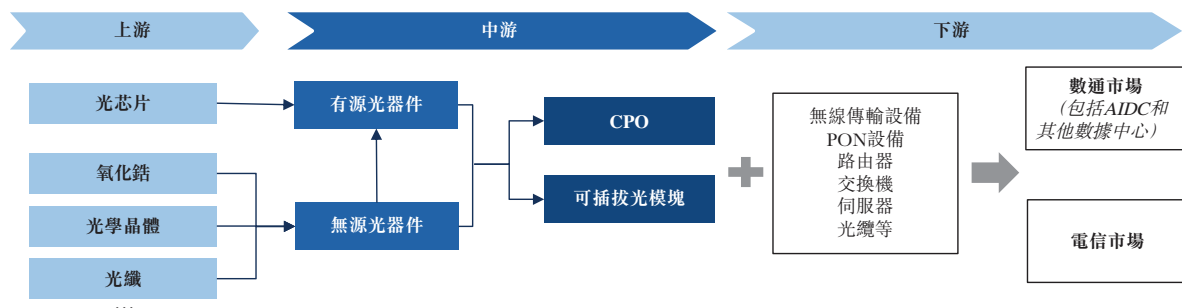 上游
中游
下游
光芯片
氧化鋯
光學晶體
光纖
有源光器件
無源光器件
CPO
可插拔光模塊
無線傳輸設備
PON設備
路由器
交換機
伺服器
光纜等
數通市場
（包括AIDC和
其他數據中心）
電信市場